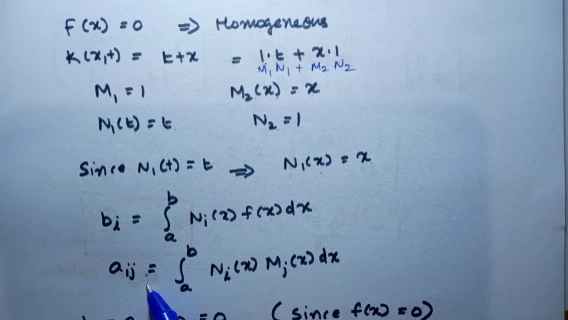 F(x) = 0 ⇒ Homogeneous
K(x,t) = t+x = 1·t + x·1
M₁N₁ + M₂N₂
M₁ = 1 M₂(x) = x
N₁(t) = t N₂ = 1
Since N₁(t) = t ⇒ N₁(x) = x
bᵢ = ∫ₐᵇ Nᵢ(x) f(x) dx
aᵢⱼ = ∫ₐᵇ Nᵢ(x) Mⱼ(x) dx
= 0 (since f(x) = 0)